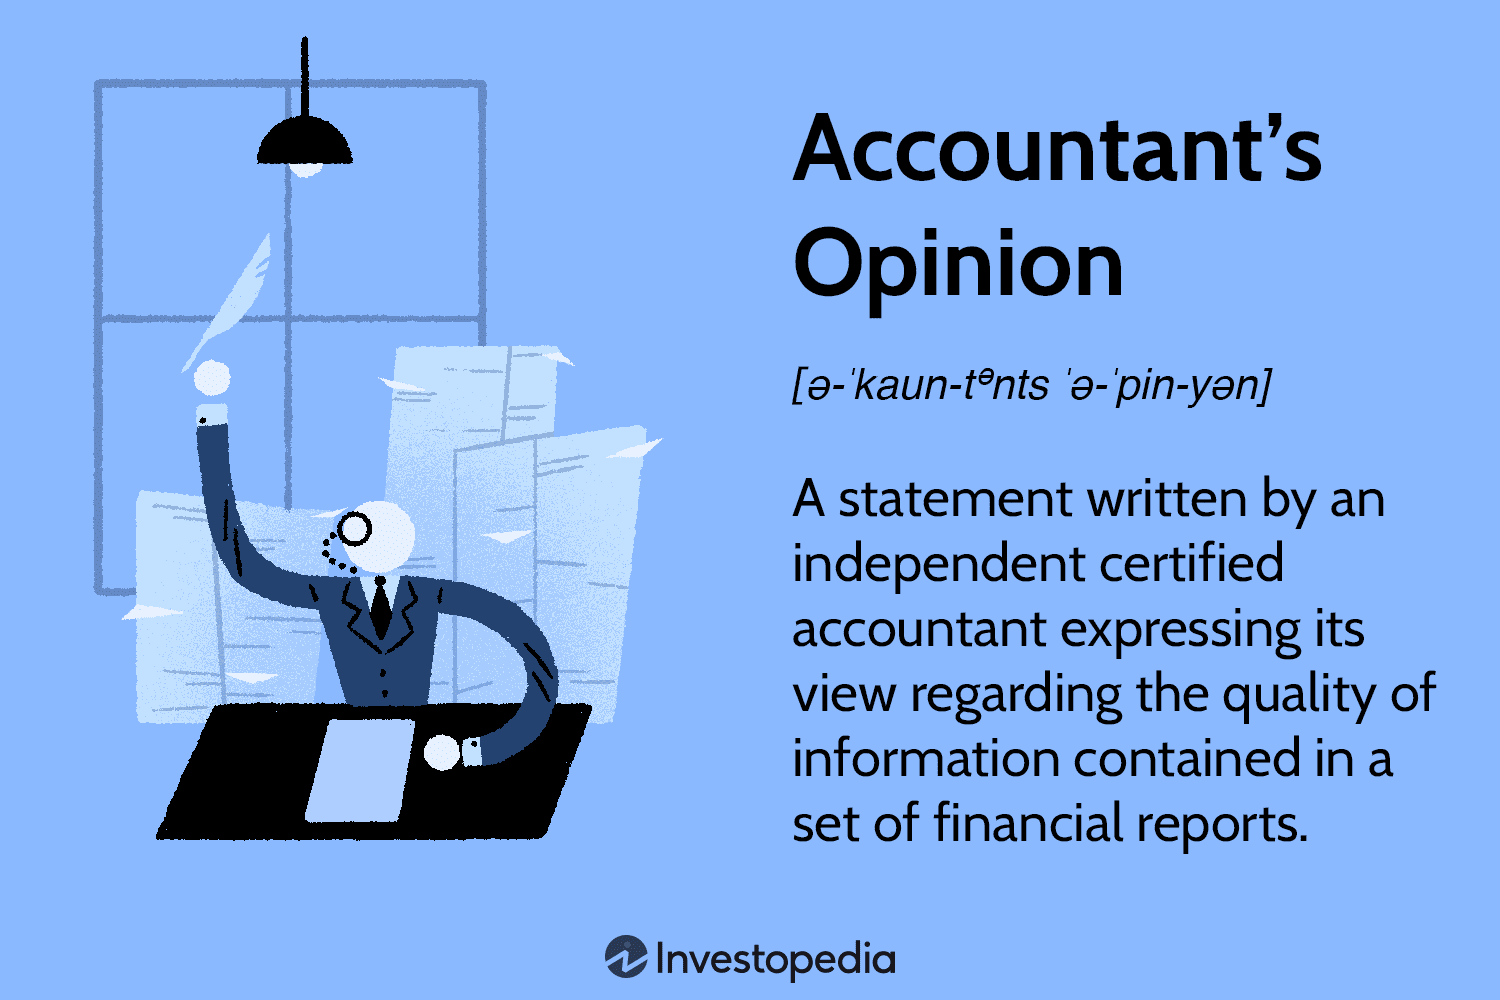 Accountant’s
Opinion
[ə-ˈkaun-tᵊnts ˈə-ˈpin-yən]
A statement written by an
independent certified
accountant expressing its
view regarding the quality of
information contained in a
set of financial reports.
Investopedia